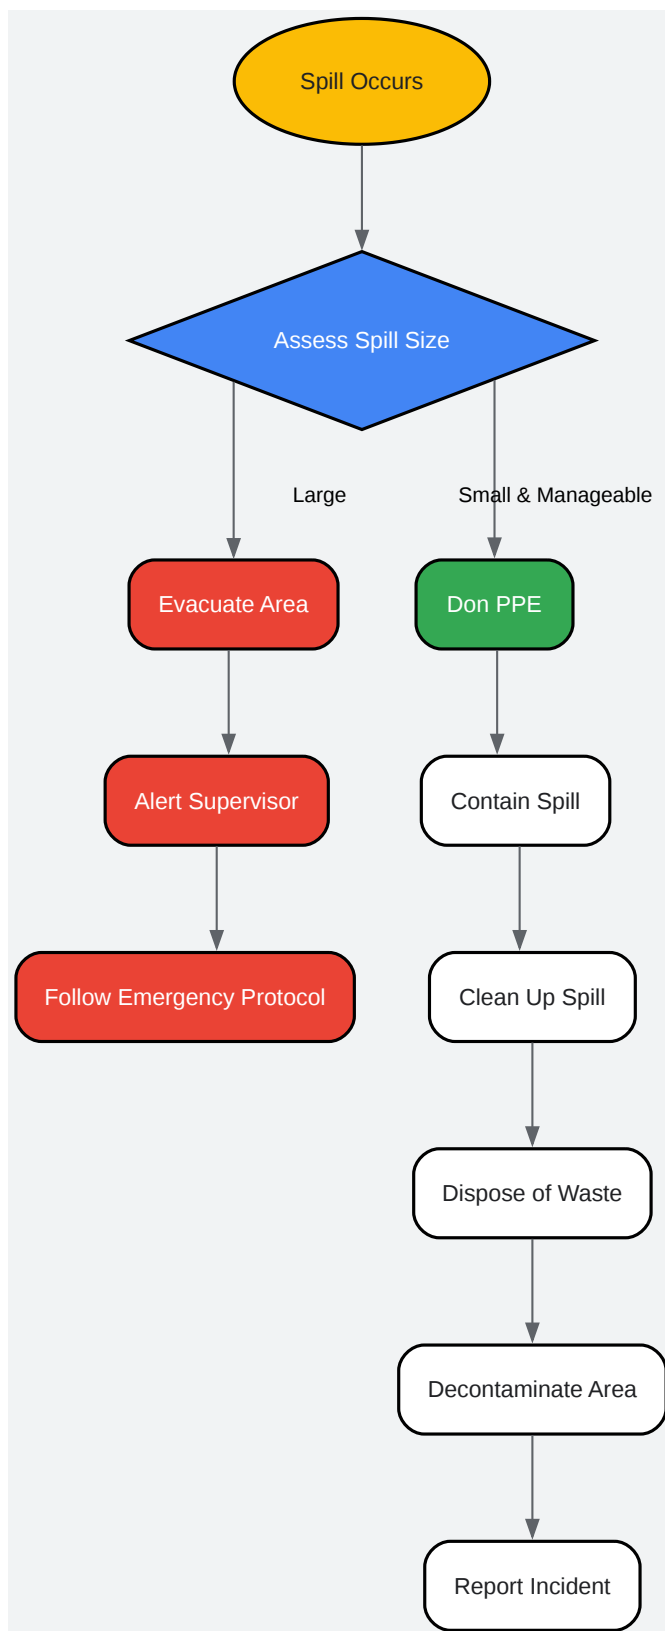 Spill Occurs
Assess Spill Size
Large
Small & Manageable
Evacuate Area
Don PPE
Alert Supervisor
Contain Spill
Follow Emergency Protocol
Clean Up Spill
Dispose of Waste
Decontaminate Area
Report Incident